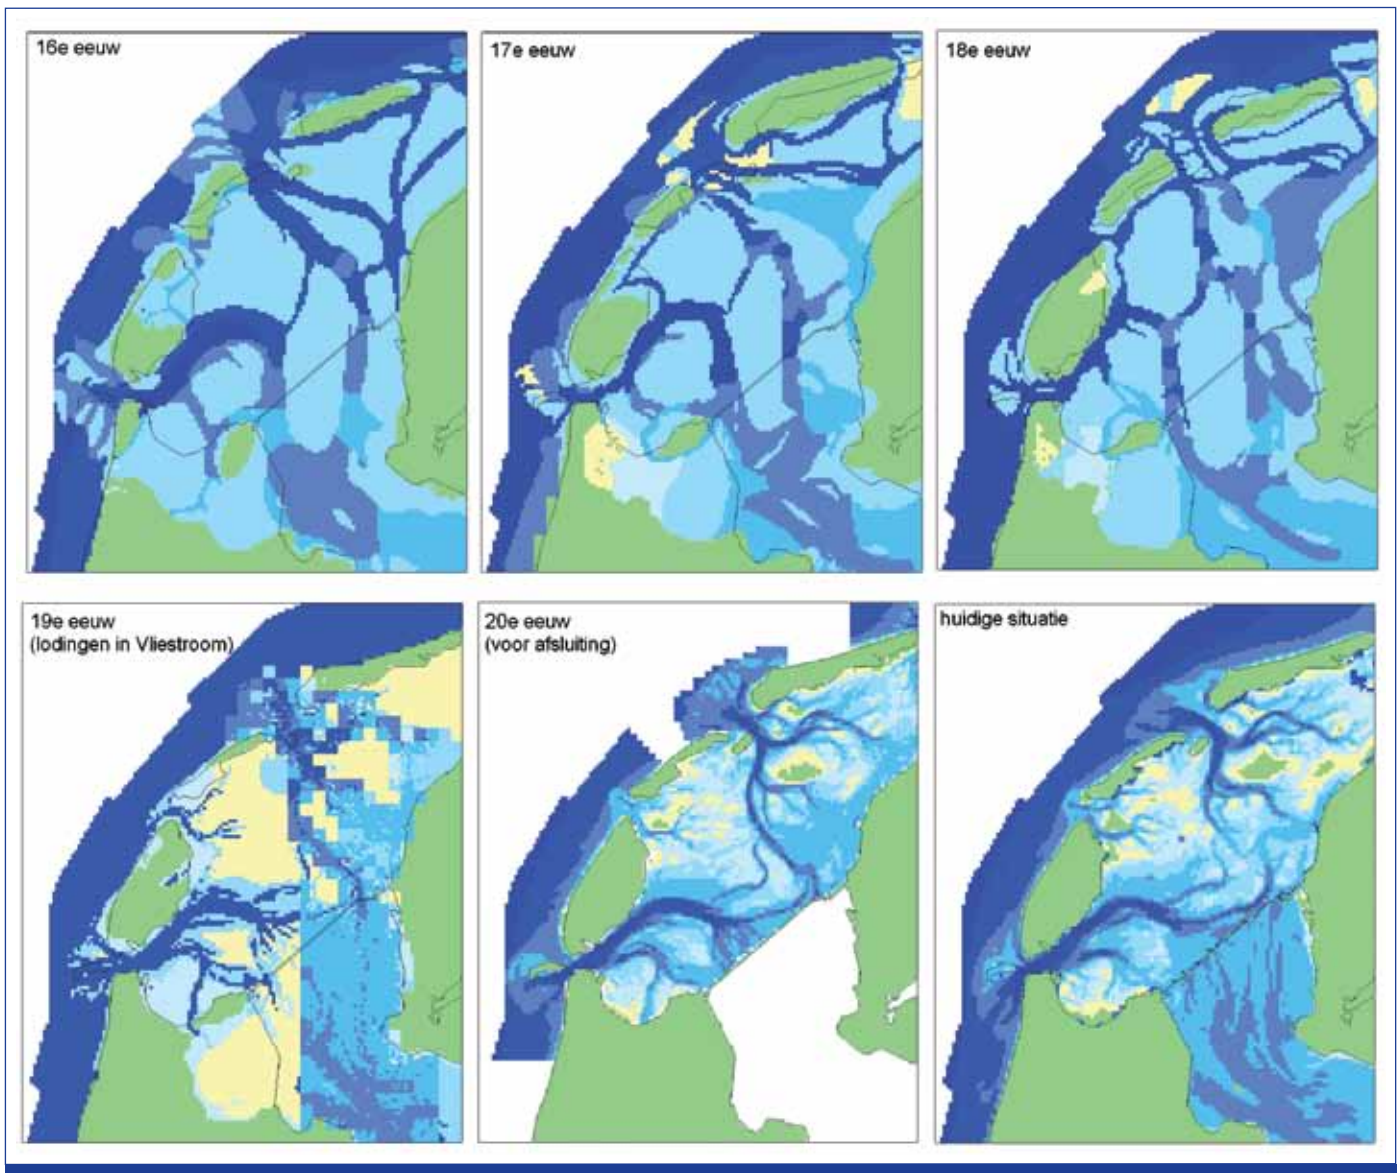 16e eeuw
17e eeuw
18e eeuw
19e eeuw
(lodingen in Vliestroom)
20e eeuw
(voor afsluiting)
huidige situatie